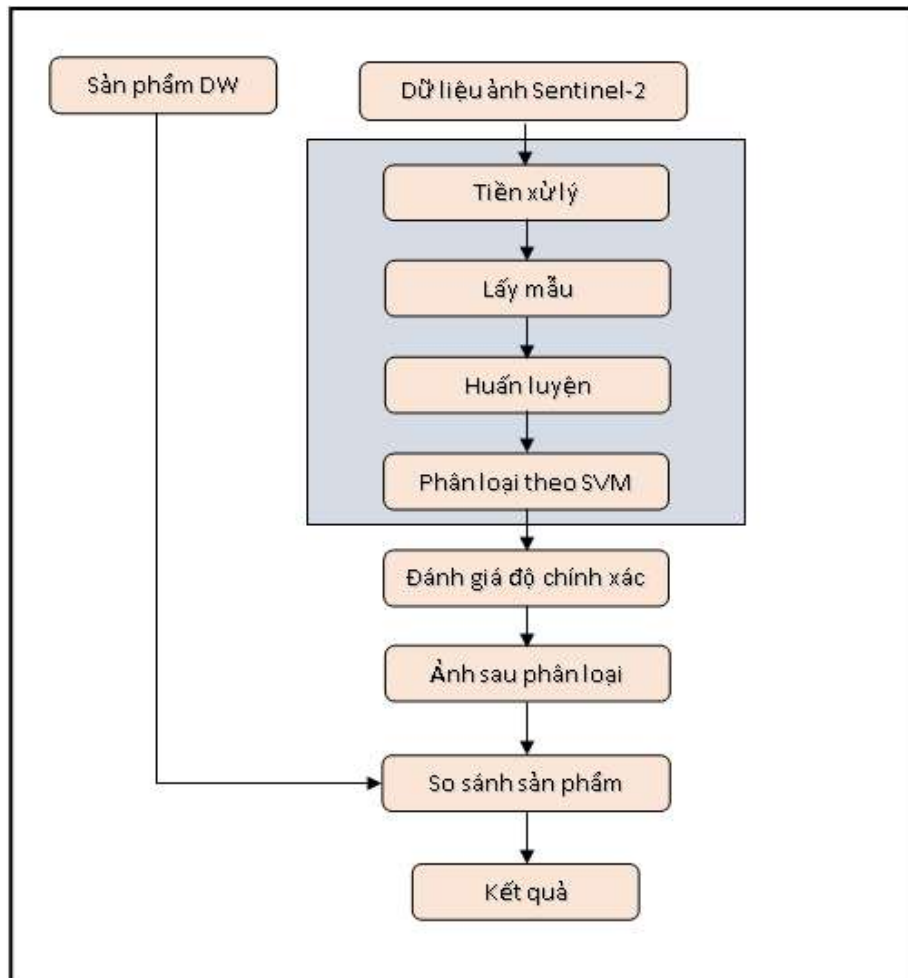 Sản phẩm DW
Dữ liệu ảnh Sentinel-2
Tiền xử lý
Lấy mẫu
Huấn luyện
Phân loại theo SVM
Đánh giá độ chính xác
Ảnh sau phân loại
So sánh sản phẩm
Kết quả